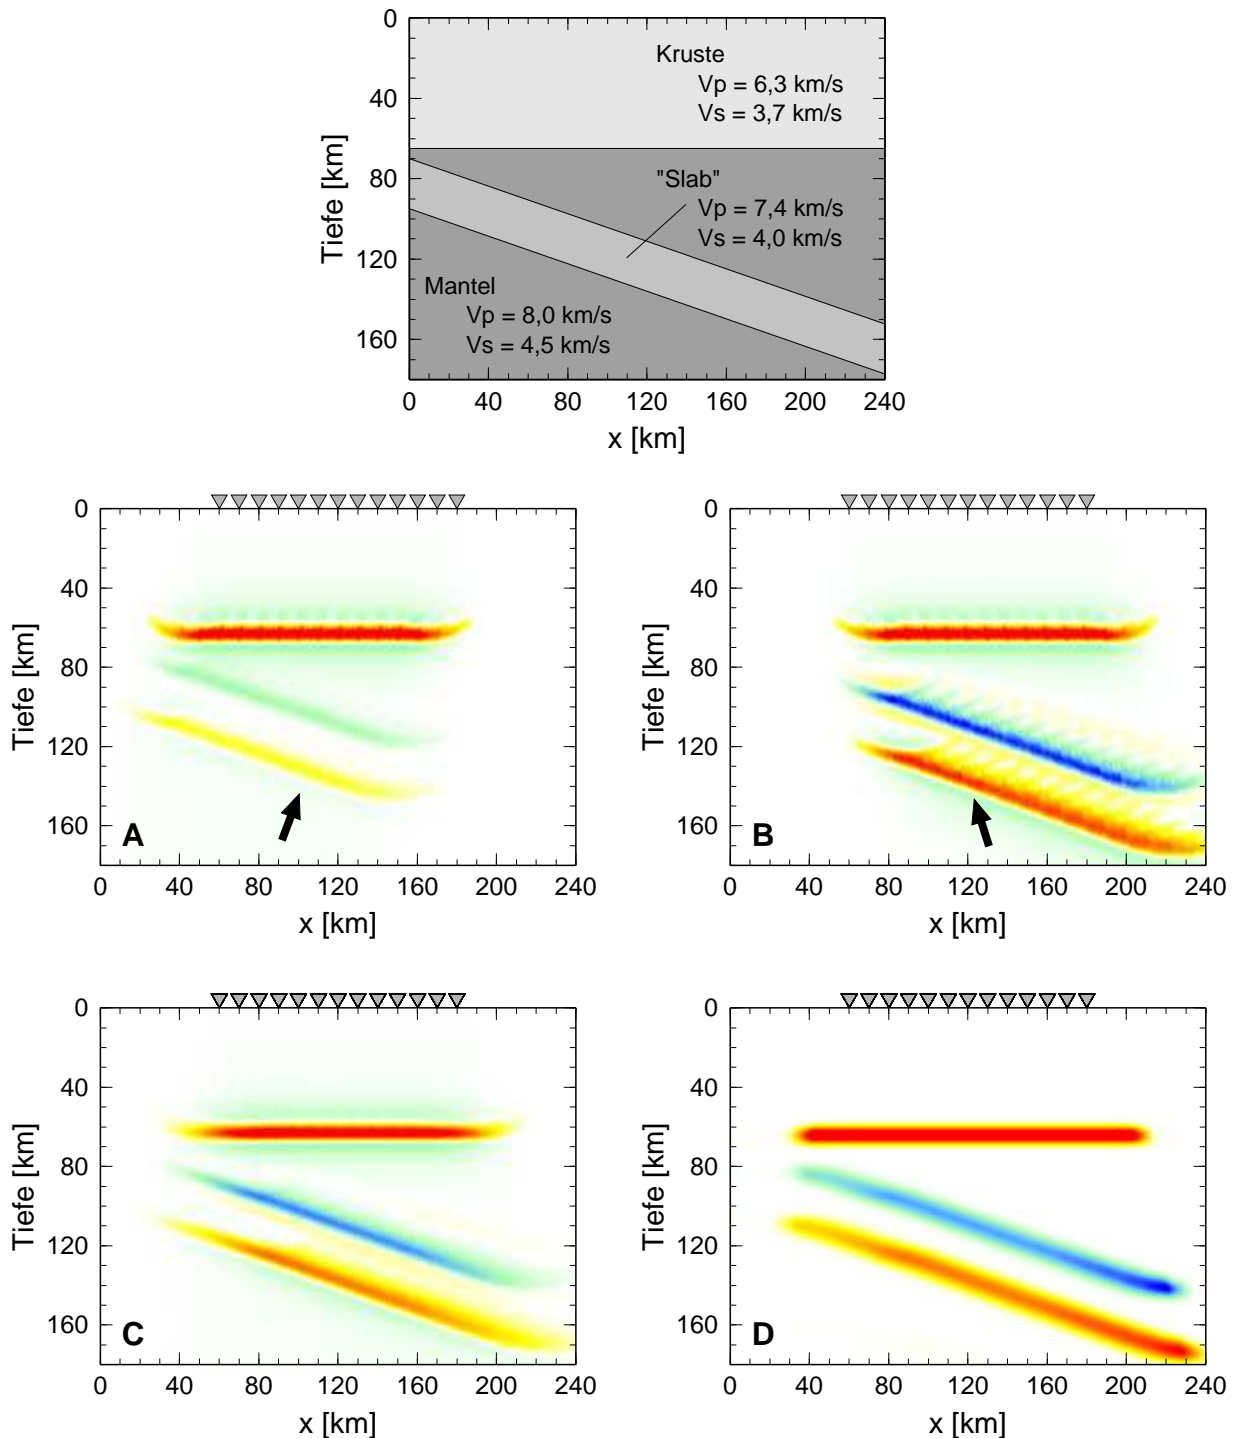 0
40
80
120
160
Tiefe [km]
Kruste
Vp = 6,3 km/s
Vs = 3,7 km/s
"Slab"
Vp = 7,4 km/s
Vs = 4,0 km/s
Mantel
Vp = 8,0 km/s
Vs = 4,5 km/s
0 40 80 120 160 200 240
x [km]
0
40
80
120
160
Tiefe [km]
A
0 40 80 120 160 200 240
x [km]
0
40
80
120
160
Tiefe [km]
B
0 40 80 120 160 200 240
x [km]
0
40
80
120
160
Tiefe [km]
C
0 40 80 120 160 200 240
x [km]
0
40
80
120
160
Tiefe [km]
D
0 40 80 120 160 200 240
x [km]